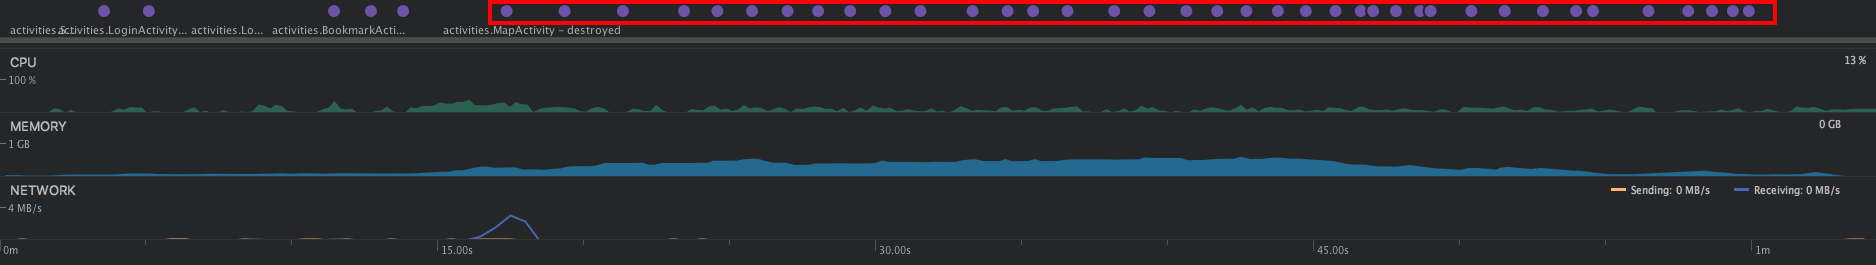 activities.LoginActivity... activities.Lo... activities.BookmarkActi... activities.MapActivity - destroyed
CPU
13 %
100 %
MEMORY
0 GB
1 GB
NETWORK
Sending: 0 MB/s Receiving: 0 MB/s
4 MB/s
0m 15.00s 30.00s 45.00s 1m